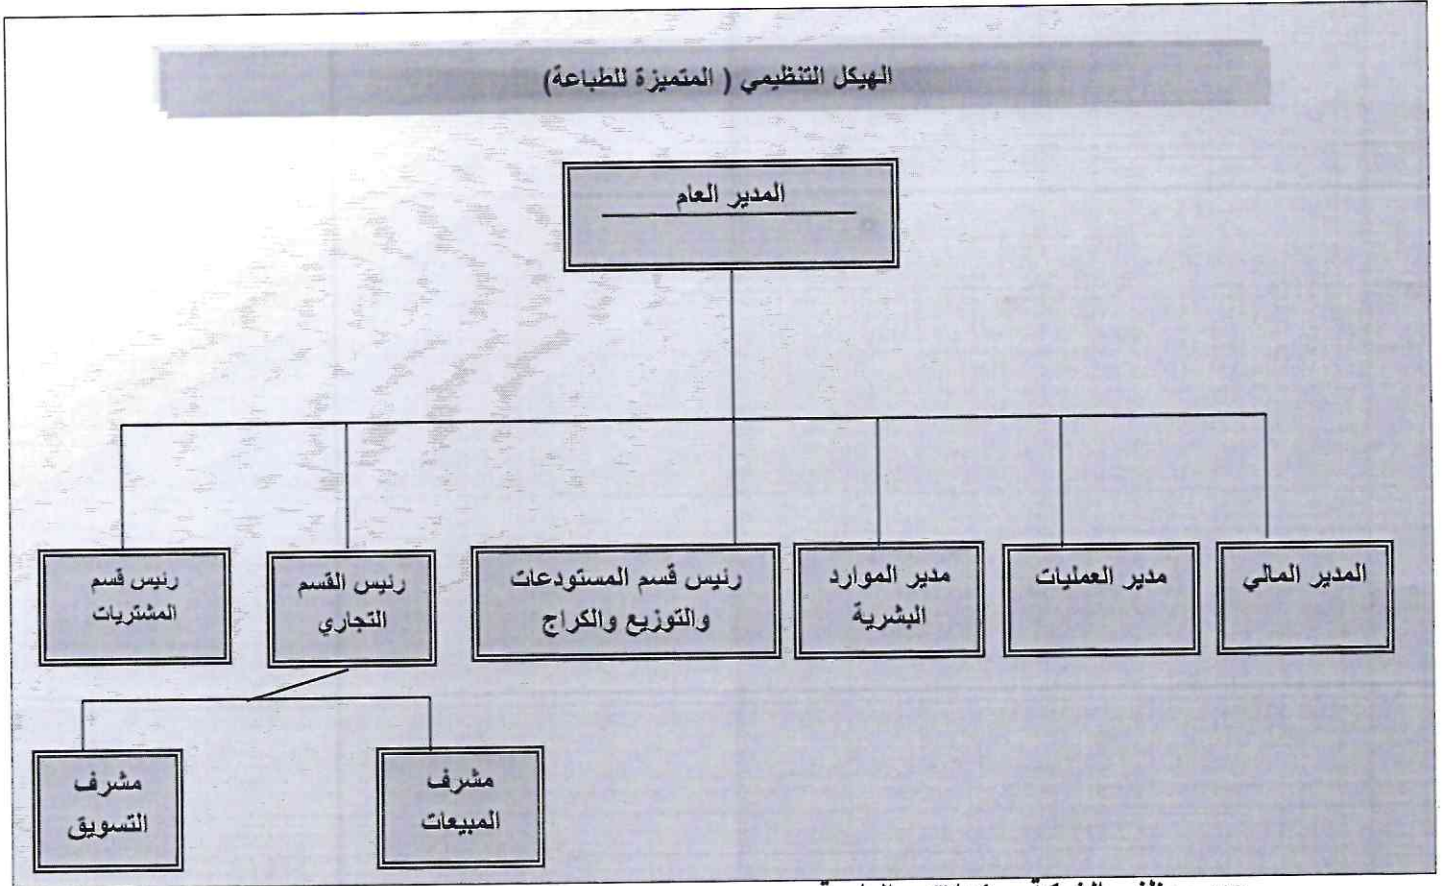 الهيكل التنظيمي ( المتميزة للطباعة)
المدير العام
المدير المالي
مدير العمليات
مدير الموارد
البشرية
رئيس قسم المستودعات
والتوزيع والكراج
رئيس القسم
التجاري
رئيس قسم
المشتريات
مشرف
المبيعات
مشرف
التسويق